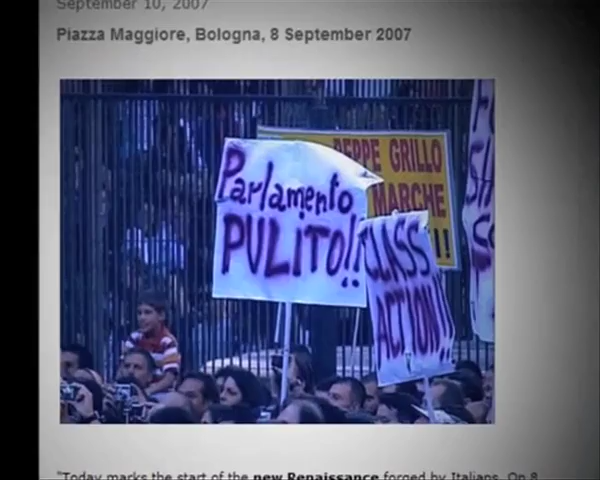 September 10, 2007
Piazza Maggiore, Bologna, 8 September 2007
BEPPE GRILLO
MARCHE
!!
Parlamento
PULITO!!
CLASS
ACTION!!
"Today marks the start of the new Renaissance forged by Italians. On 8